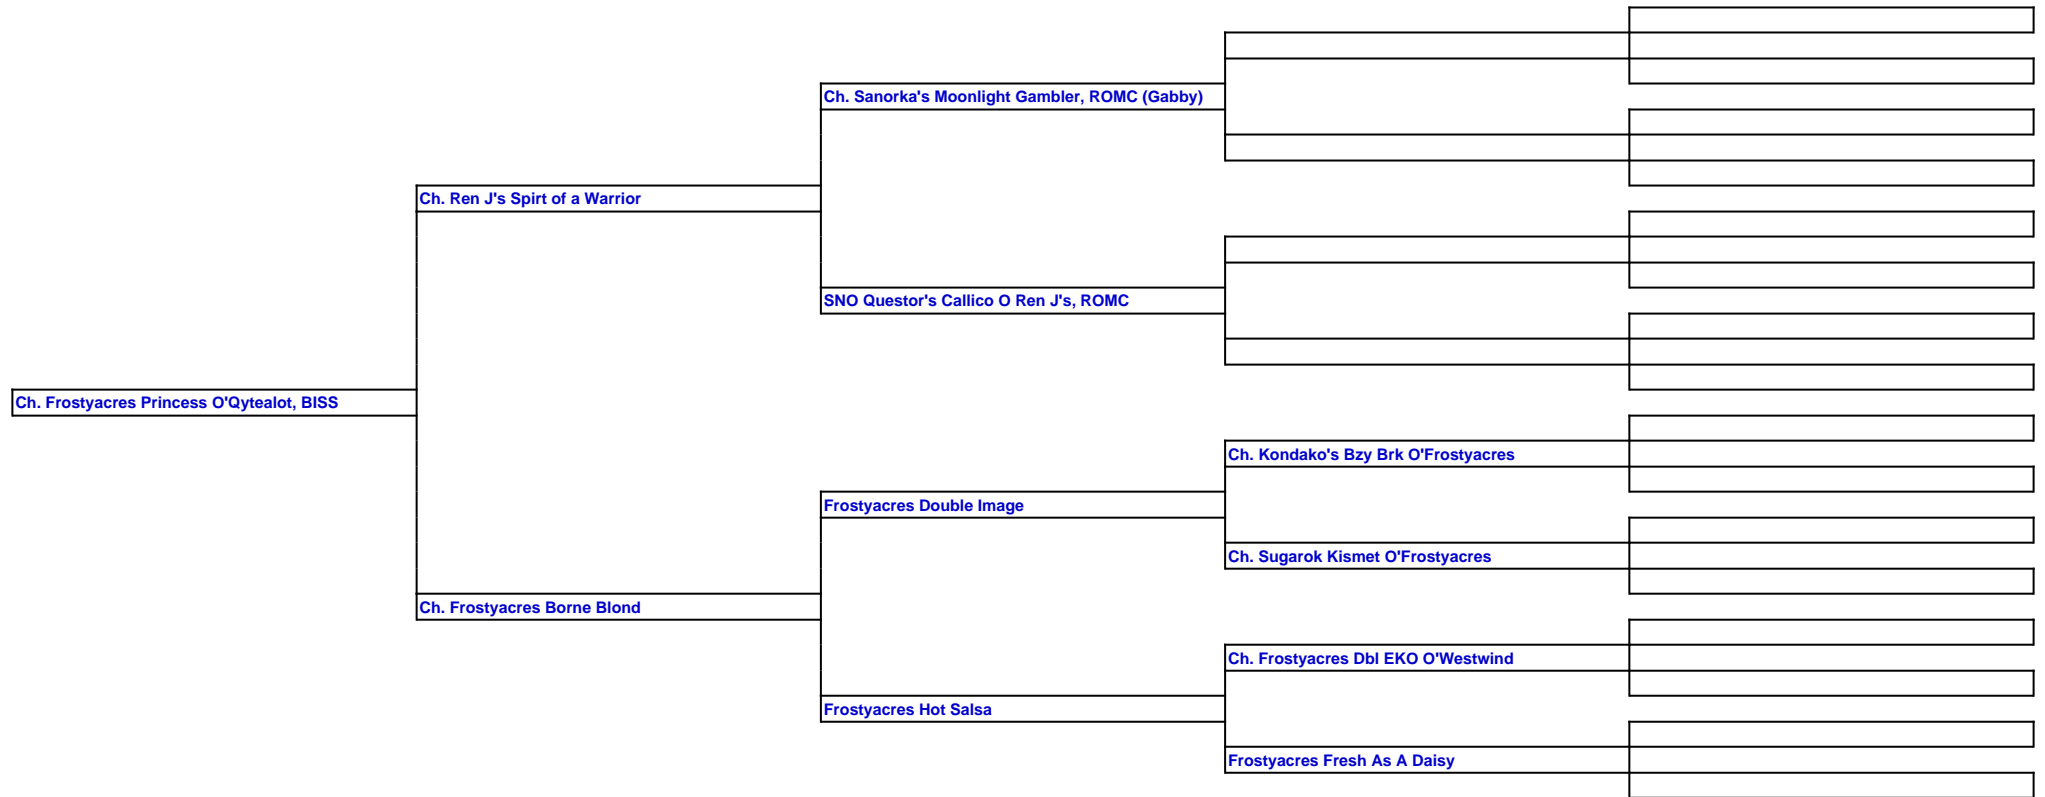 Ch. Sanorka's Moonlight Gambler, ROMC (Gabby)
Ch. Ren J's Spirt of a Warrior
SNO Questor's Callico O Ren J's, ROMC
Ch. Frostyacres Princess O'Qytealot, BISS
Ch. Kondako's Bzy Brk O'Frostyacres
Frostyacres Double Image
Ch. Sugarok Kismet O'Frostyacres
Ch. Frostyacres Borne Blond
Ch. Frostyacres Dbl EKO O'Westwind
Frostyacres Hot Salsa
Frostyacres Fresh As A Daisy